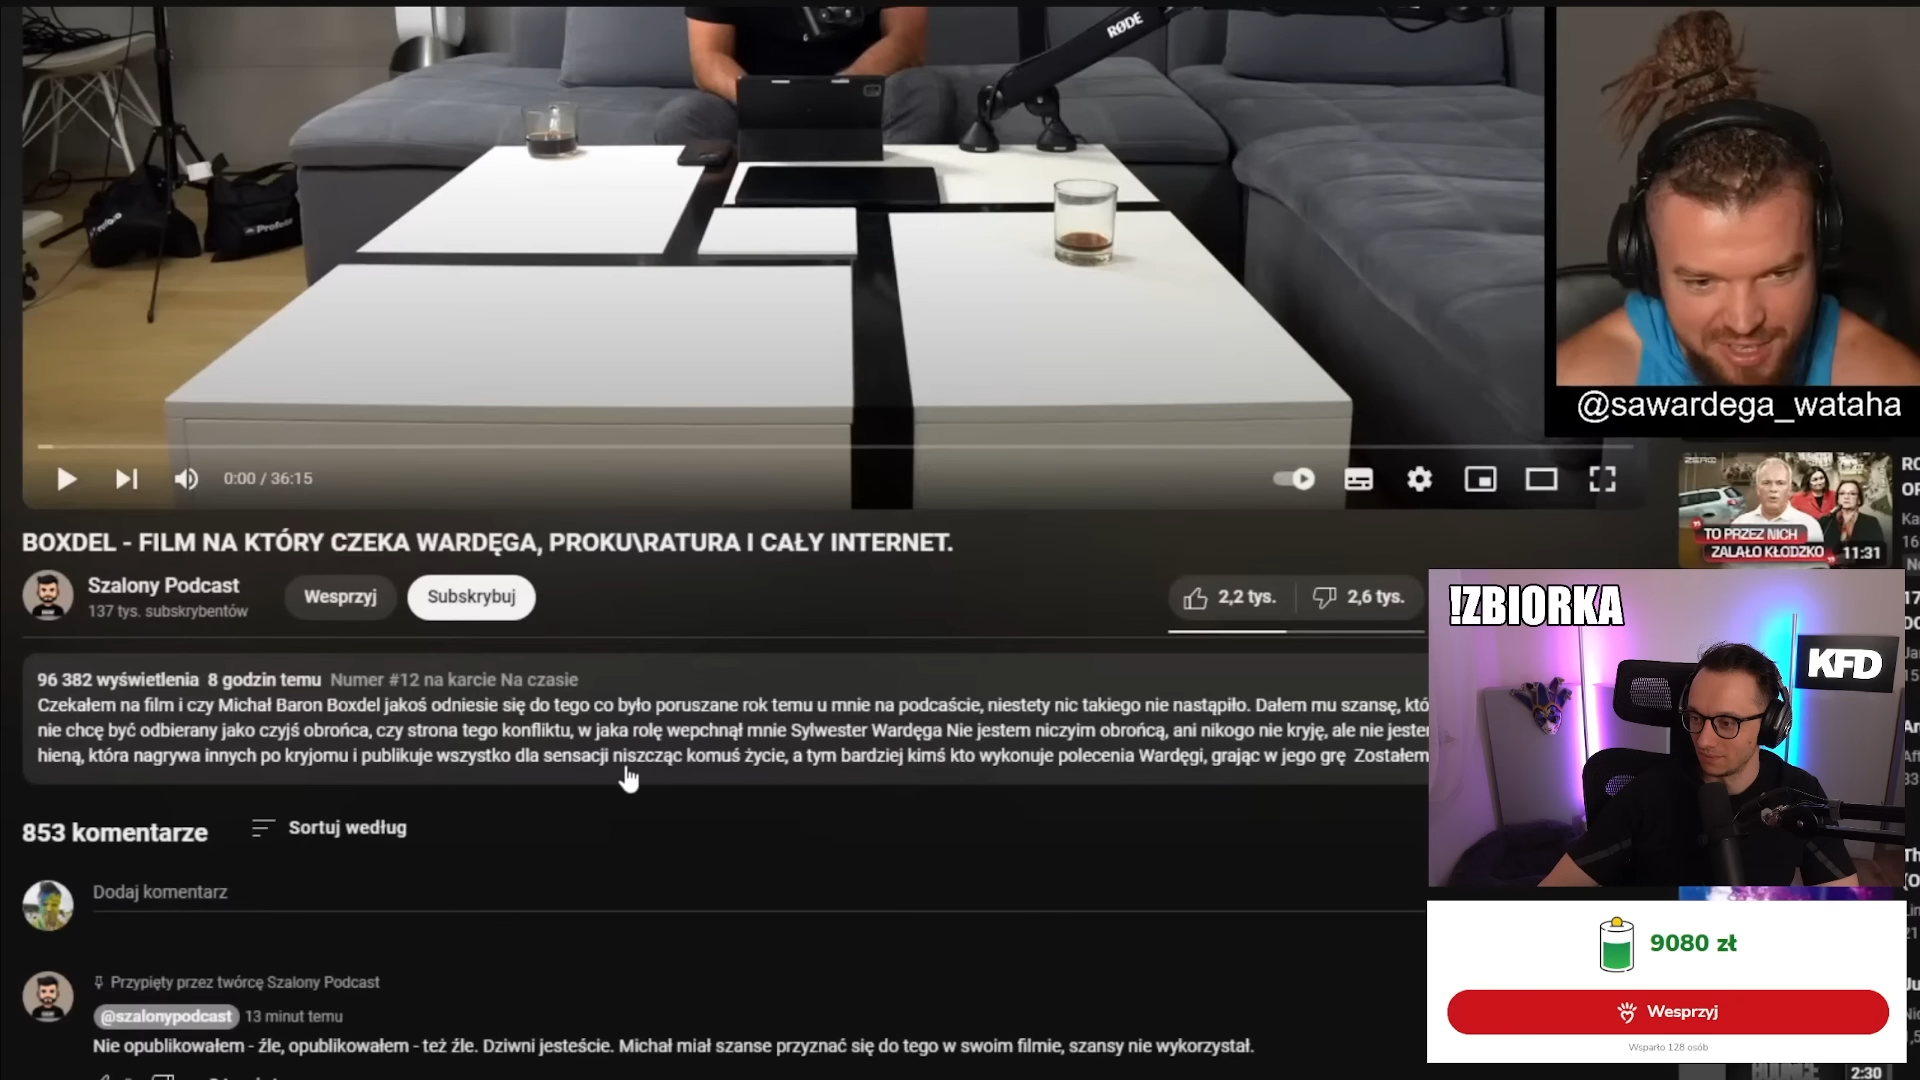 RØDE
Profoto
@sawardega_wataha
0:00 / 36:15
ZERO
TO PRZEZ NICH
ZALAŁO KŁODZKO
11:31
BOXDEL - FILM NA KTÓRY CZEKA WARDĘGA, PROKU\RATURA I CAŁY INTERNET.
Szalony Podcast
137 tys. subskrybentów
Wesprzyj
Subskrybuj
2,2 tys.
2,6 tys.
!ZBIORKA
KFD
96 382 wyświetlenia 8 godzin temu Numer #12 na karcie Na czasie
Czekałem na film i czy Michał Baron Boxdel jakoś odniesie się do tego co było poruszane rok temu u mnie na podcaście, niestety nic takiego nie nastąpiło. Dałem mu szansę, któ
nie chcę być odbierany jako czyjś obrońca, czy strona tego konfliktu, w jaka rolę wepchnął mnie Sylwester Wardęga Nie jestem niczyim obrońcą, ani nikogo nie kryję, ale nie jester
hieną, która nagrywa innych po kryjomu i publikuje wszystko dla sensacji niszcząc komuś życie, a tym bardziej kimś kto wykonuje polecenia Wardęgi, grając w jego grę Zostałem
853 komentarze
Sortuj według
Dodaj komentarz
Przypięty przez twórcę Szalony Podcast
@szalonypodcast 13 minut temu
Nie opublikowałem - źle, opublikowałem - też źle. Dziwni jesteście. Michał miał szanse przyznać się do tego w swoim filmie, szansy nie wykorzystał.
9080 zł
Wesprzyj
Wsparło 128 osób
2:30